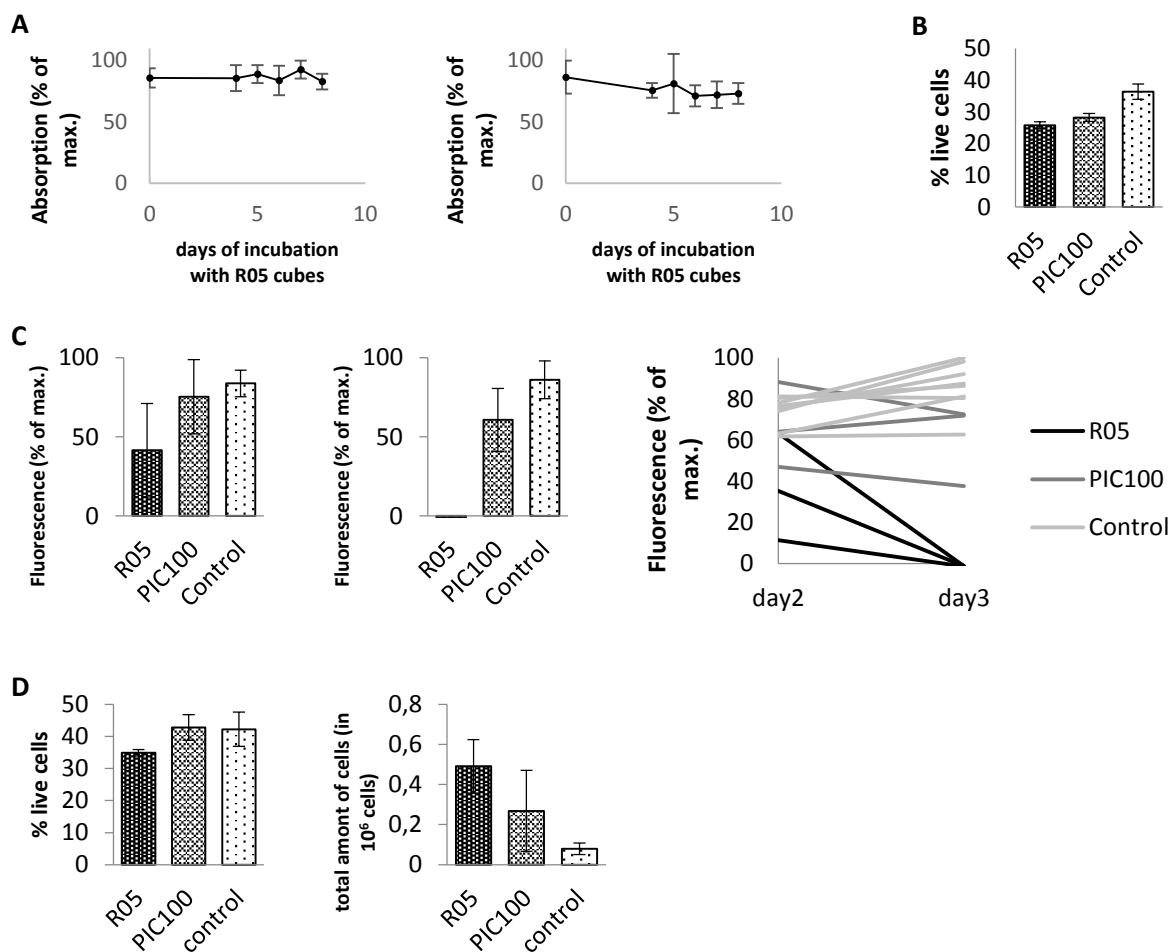 A
Absorption (% of
max.)
100
50
0
0
5
10
days of incubation
with R05 cubes
Absorption (% of
max.)
100
50
0
0
5
10
days of incubation
with R05 cubes
B
% live cells
50
40
30
20
10
0
R05
PIC100
Control
C
Fluorescence (% of max.)
100
50
0
R05
PIC100
Control
Fluorescence (% of max.)
100
50
0
R05
PIC100
Control
Fluorescence (% of
max.)
100
80
60
40
20
0
day2
day3
R05
PIC100
Control
D
% live cells
50
40
30
20
10
0
R05
PIC100
control
total amont of cells (in
10⁶ cells)
0,8
0,6
0,4
0,2
0
R05
PIC100
control